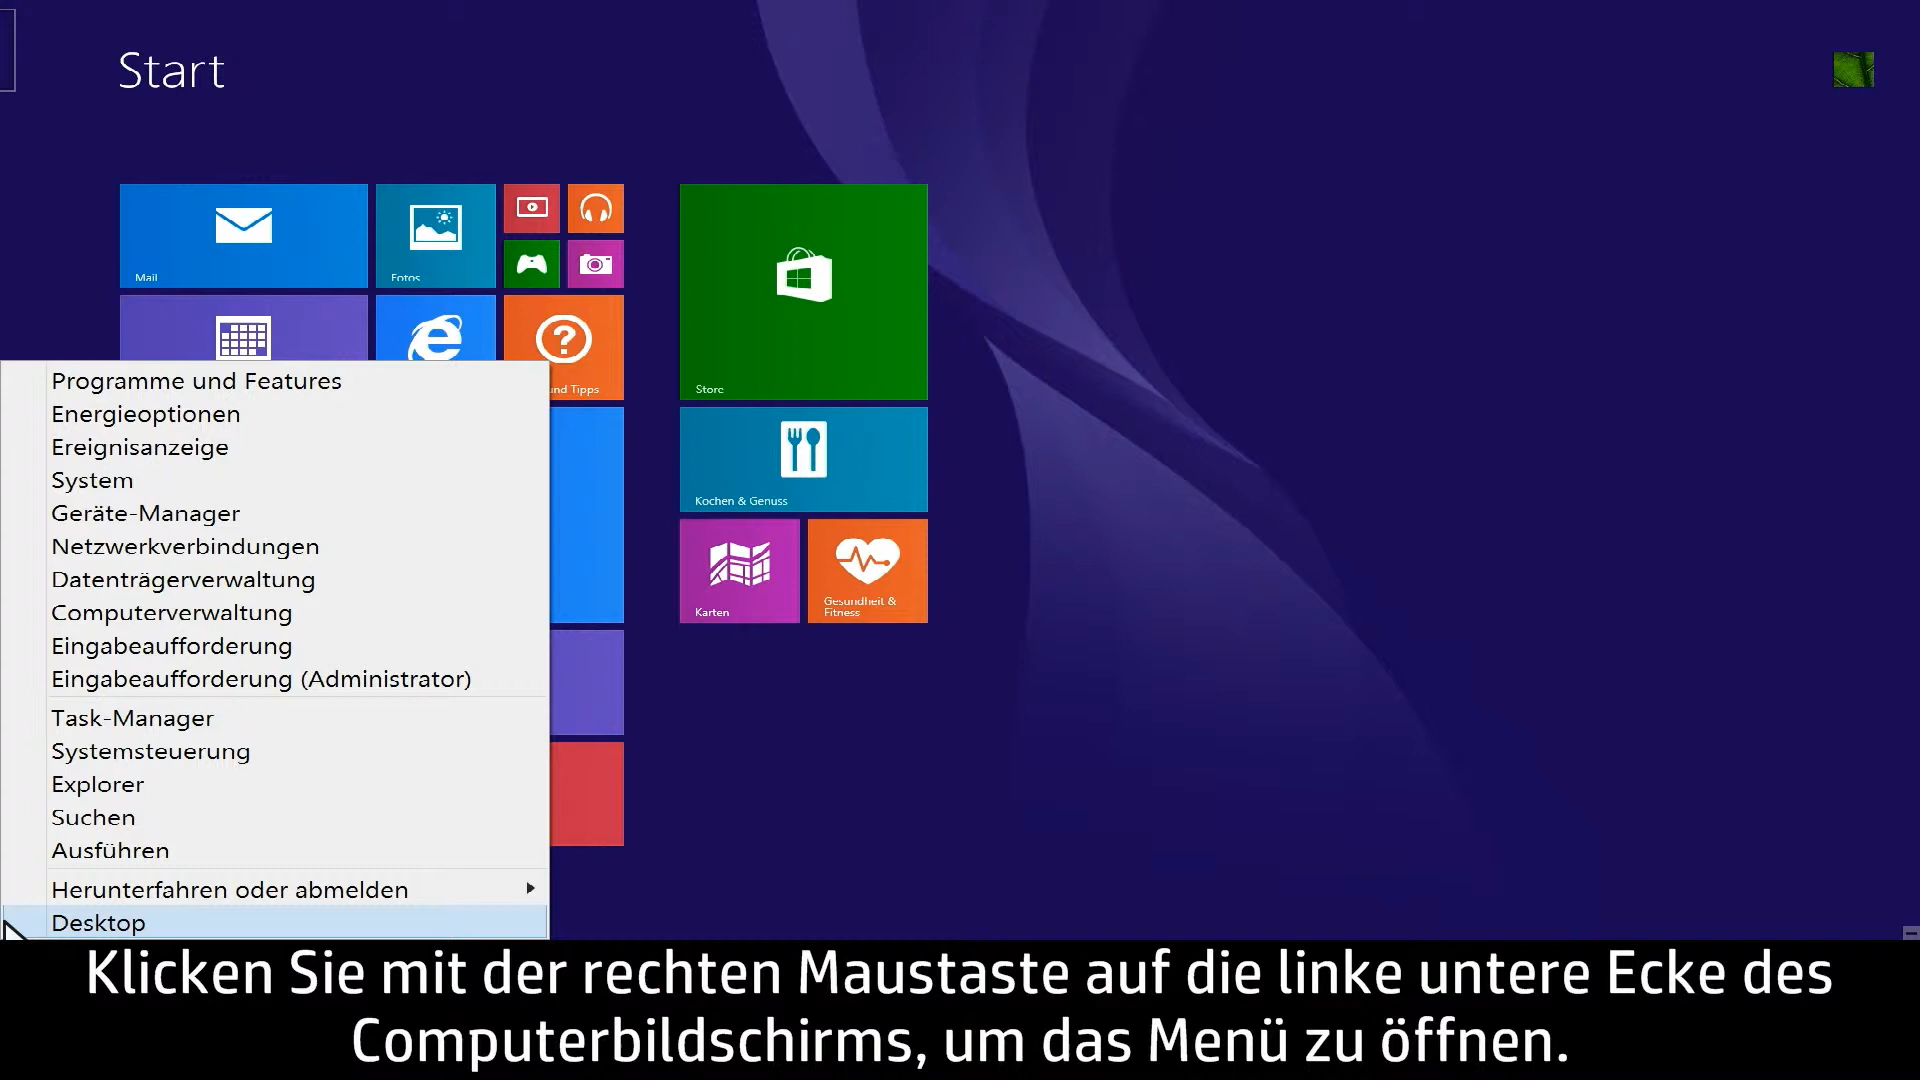 Start
Mail
Fotos
und Tipps
Store
Kochen & Genuss
Karten
Gesundheit &
Fitness
Programme und Features
Energieoptionen
Ereignisanzeige
System
Geräte-Manager
Netzwerkverbindungen
Datenträgerverwaltung
Computerverwaltung
Eingabeaufforderung
Eingabeaufforderung (Administrator)
Task-Manager
Systemsteuerung
Explorer
Suchen
Ausführen
Herunterfahren oder abmelden
Desktop
Klicken Sie mit der rechten Maustaste auf die linke untere Ecke des
Computerbildschirms, um das Menü zu öffnen.